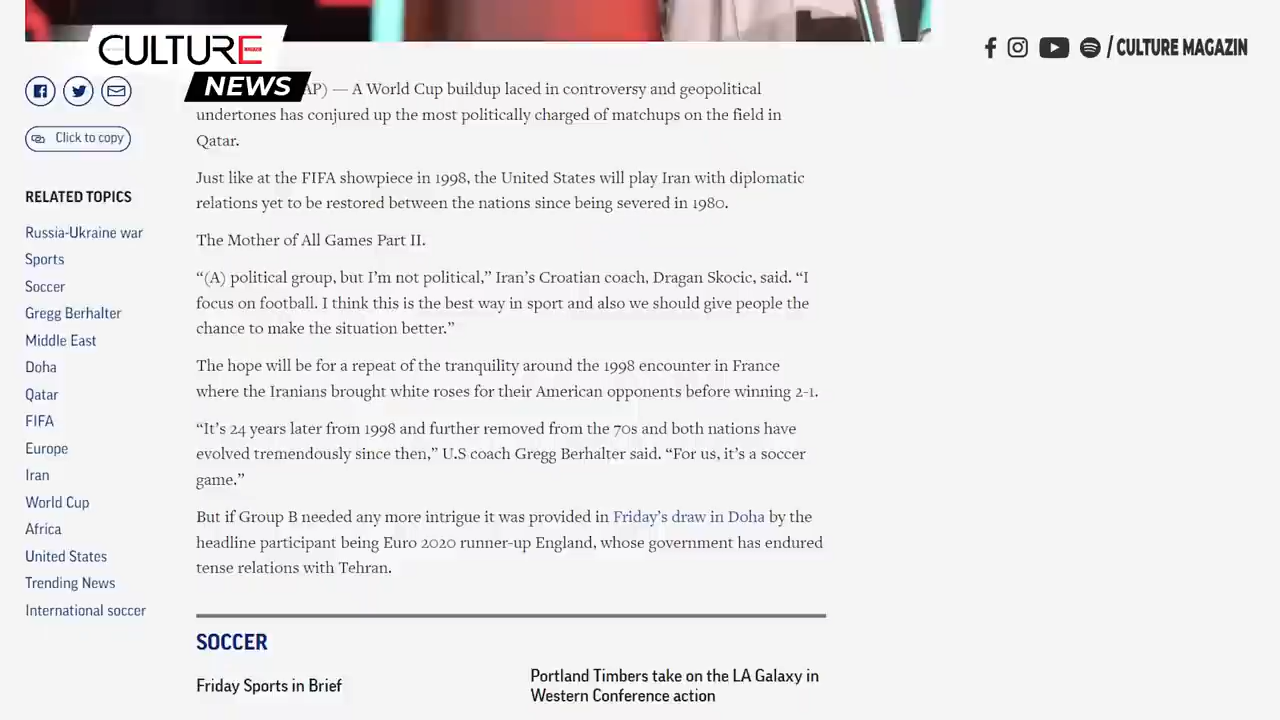 CULTURE
NEWS
/ CULTURE MAGAZIN
Click to copy
RELATED TOPICS
Russia-Ukraine war
Sports
Soccer
Gregg Berhalter
Middle East
Doha
Qatar
FIFA
Europe
Iran
World Cup
Africa
United States
Trending News
International soccer
AP) — A World Cup buildup laced in controversy and geopolitical
undertones has conjured up the most politically charged of matchups on the field in
Qatar.
Just like at the FIFA showpiece in 1998, the United States will play Iran with diplomatic
relations yet to be restored between the nations since being severed in 1980.
The Mother of All Games Part II.
“(A) political group, but I’m not political,” Iran’s Croatian coach, Dragan Skocic, said. “I
focus on football. I think this is the best way in sport and also we should give people the
chance to make the situation better.”
The hope will be for a repeat of the tranquility around the 1998 encounter in France
where the Iranians brought white roses for their American opponents before winning 2-1.
“It’s 24 years later from 1998 and further removed from the 70s and both nations have
evolved tremendously since then,” U.S coach Gregg Berhalter said. “For us, it’s a soccer
game.”
But if Group B needed any more intrigue it was provided in Friday’s draw in Doha by the
headline participant being Euro 2020 runner-up England, whose government has endured
tense relations with Tehran.
SOCCER
Friday Sports in Brief
Portland Timbers take on the LA Galaxy in
Western Conference action